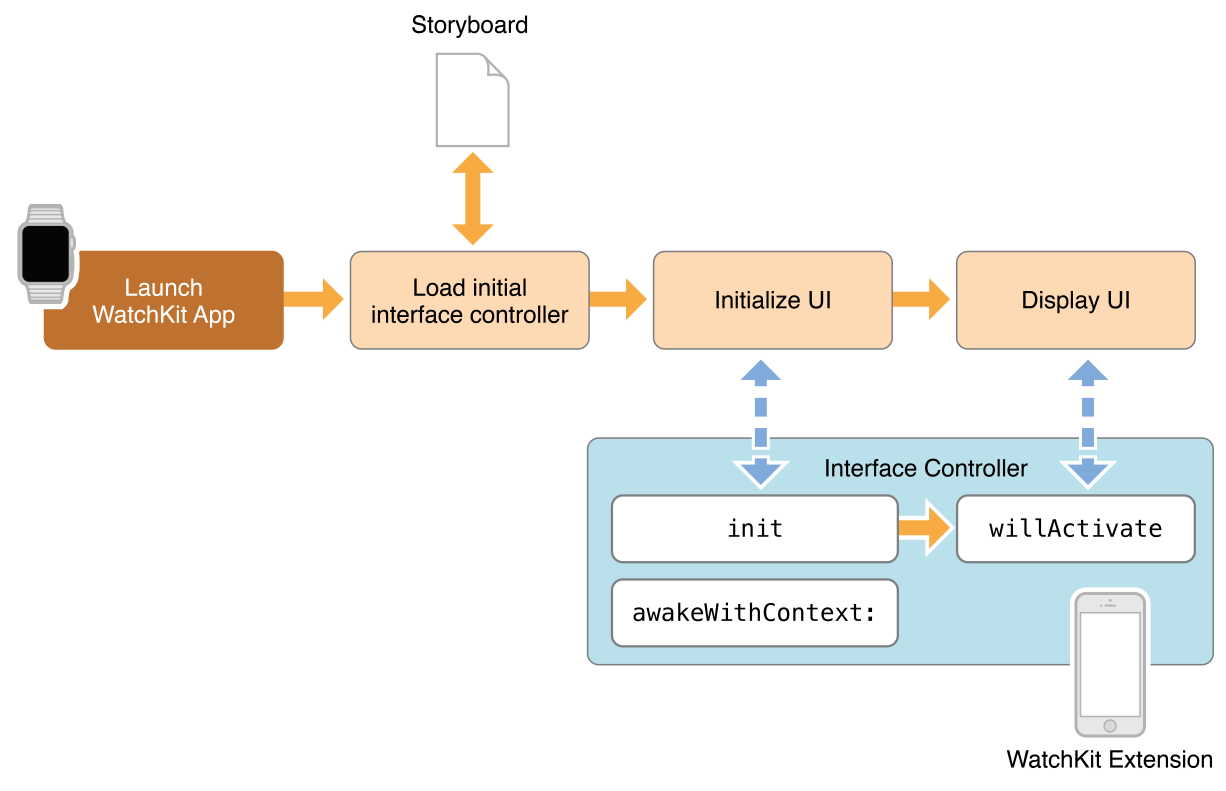 Storyboard
Launch
WatchKit App
Load initial
interface controller
Initialize UI
Display UI
Interface Controller
init
willActivate
awakeWithContext:
WatchKit Extension